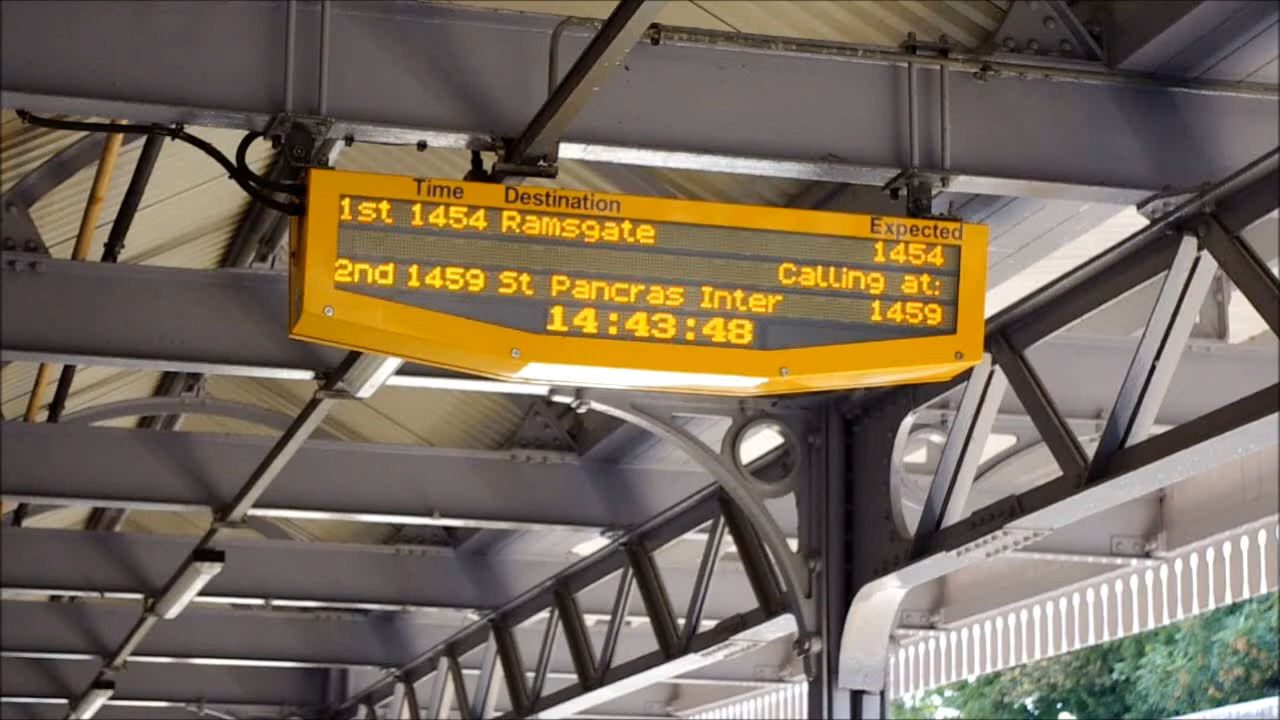 Time Destination Expected
1st 1454 Ramsgate 1454
Calling at:
2nd 1459 St Pancras Inter 1459
14:43:48